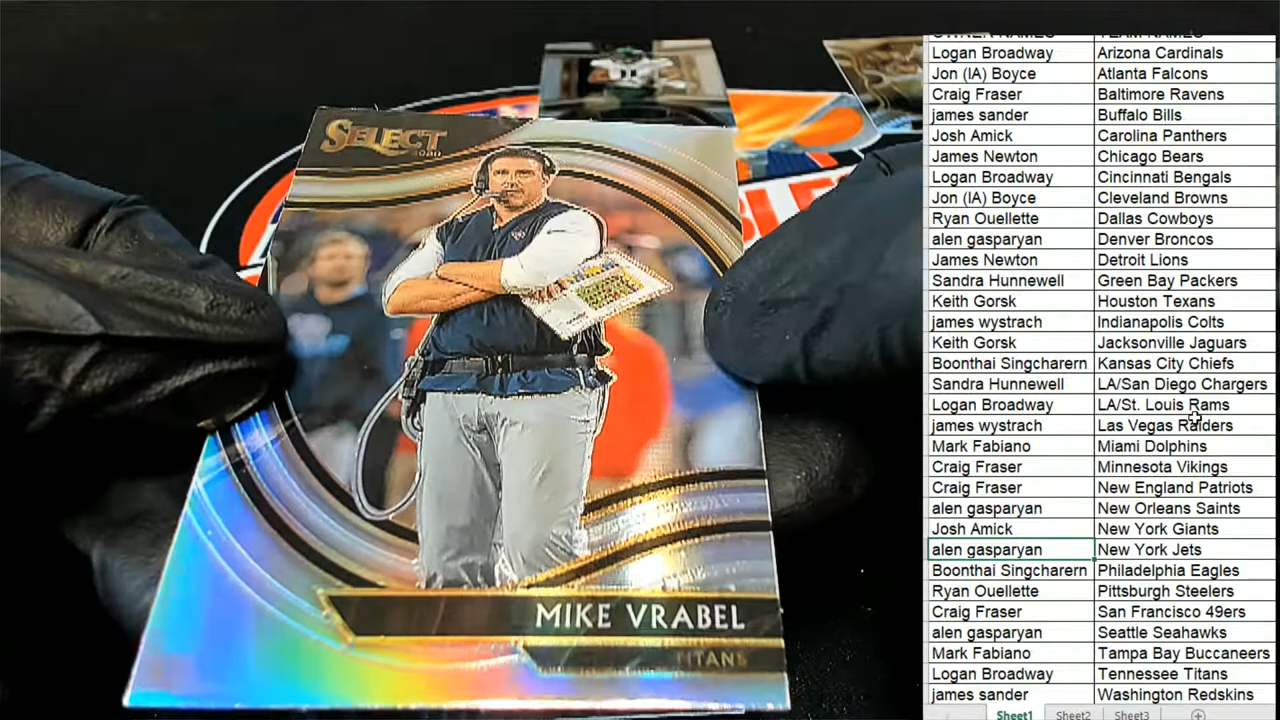 SELECT
2020
MIKE VRABEL
TITANS
OWNER NAMES TEAM NAMES
Logan Broadway Arizona Cardinals
Jon (IA) Boyce Atlanta Falcons
Craig Fraser Baltimore Ravens
james sander Buffalo Bills
Josh Amick Carolina Panthers
James Newton Chicago Bears
Logan Broadway Cincinnati Bengals
Jon (IA) Boyce Cleveland Browns
Ryan Ouellette Dallas Cowboys
alen gasparyan Denver Broncos
James Newton Detroit Lions
Sandra Hunnewell Green Bay Packers
Keith Gorsk Houston Texans
james wystrach Indianapolis Colts
Keith Gorsk Jacksonville Jaguars
Boonthai Singcharern Kansas City Chiefs
Sandra Hunnewell LA/San Diego Chargers
Logan Broadway LA/St. Louis Rams
james wystrach Las Vegas Raiders
Mark Fabiano Miami Dolphins
Craig Fraser Minnesota Vikings
Craig Fraser New England Patriots
alen gasparyan New Orleans Saints
Josh Amick New York Giants
alen gasparyan New York Jets
Boonthai Singcharern Philadelphia Eagles
Ryan Ouellette Pittsburgh Steelers
Craig Fraser San Francisco 49ers
alen gasparyan Seattle Seahawks
Mark Fabiano Tampa Bay Buccaneers
Logan Broadway Tennessee Titans
james sander Washington Redskins
Sheet1 Sheet2 Sheet3